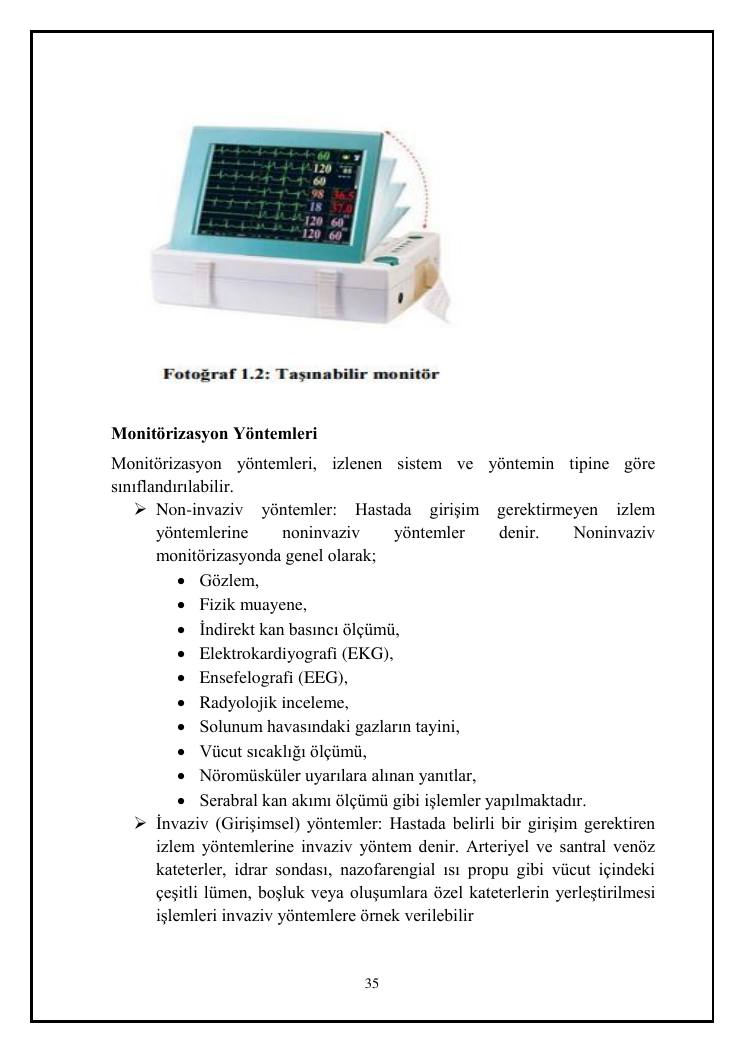 60
120
60
98 36.5
18 37.0
120 60
120 60
Fotoğraf 1.2: Taşınabilir monitör
Monitörizasyon Yöntemleri
Monitörizasyon yöntemleri, izlenen sistem ve yöntemin tipine göre
sınıflandırılabilir.
➢ Non-invaziv yöntemler: Hastada girişim gerektirmeyen izlem
yöntemlerine noninvaziv yöntemler denir. Noninvaziv
monitörizasyonda genel olarak;
• Gözlem,
• Fizik muayene,
• İndirekt kan basıncı ölçümü,
• Elektrokardiyografi (EKG),
• Ensefelografi (EEG),
• Radyolojik inceleme,
• Solunum havasındaki gazların tayini,
• Vücut sıcaklığı ölçümü,
• Nöromüsküler uyarılara alınan yanıtlar,
• Serabral kan akımı ölçümü gibi işlemler yapılmaktadır.
➢ İnvaziv (Girişimsel) yöntemler: Hastada belirli bir girişim gerektiren
izlem yöntemlerine invaziv yöntem denir. Arteriyel ve santral venöz
kateterler, idrar sondası, nazofarengial ısı propu gibi vücut içindeki
çeşitli lümen, boşluk veya oluşumlara özel kateterlerin yerleştirilmesi
işlemleri invaziv yöntemlere örnek verilebilir
35